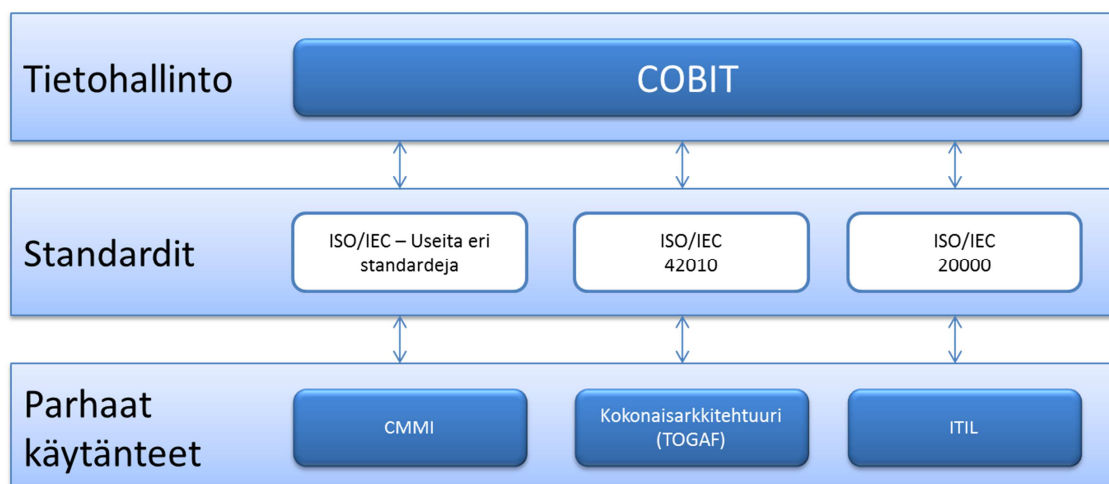 Tietohallinto
COBIT
Standardit
ISO/IEC – Useita eri
standardeja
ISO/IEC
42010
ISO/IEC
20000
Parhaat
käytänteet
CMMI
Kokonaisarkkitehtuuri
(TOGAF)
ITIL